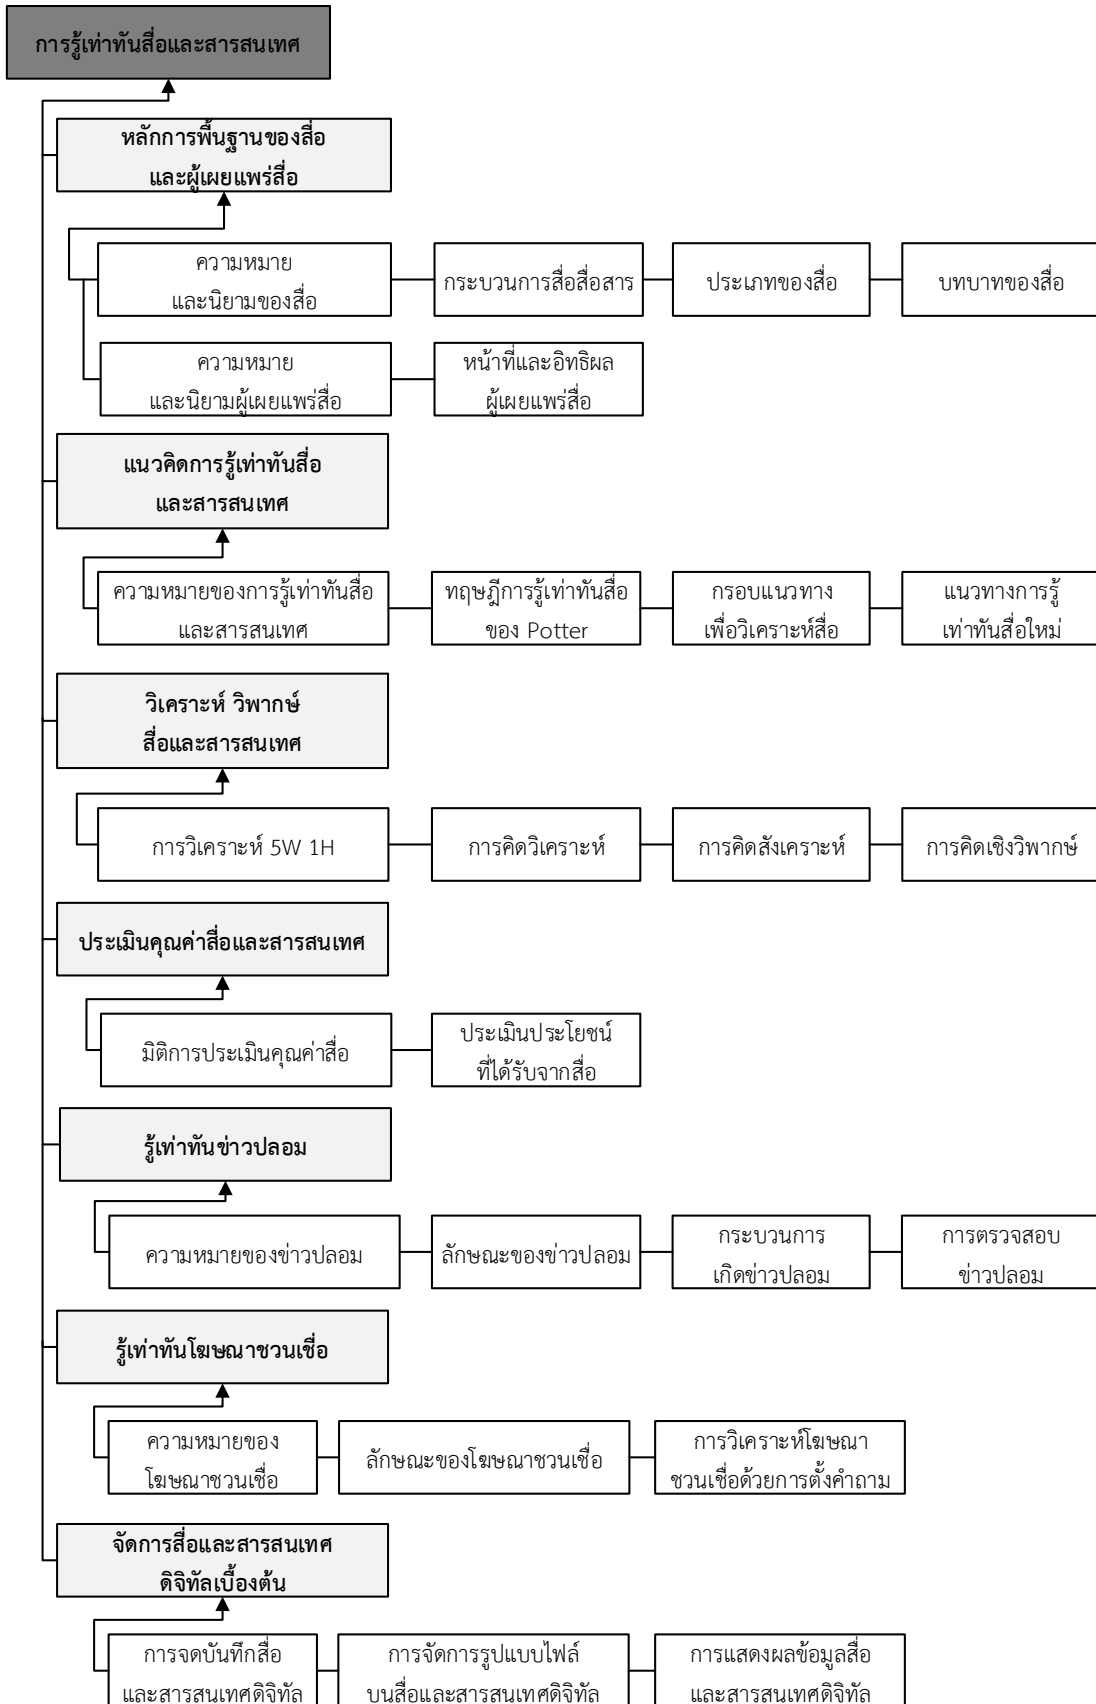 การรู้เท่าทันสื่อและสารสนเทศ
หลักการพื้นฐานของสื่อ
และผู้เผยแพร่สื่อ
ความหมาย
และนิยามของสื่อ
กระบวนการสื่อสื่อสาร
ประเภทของสื่อ
บทบาทของสื่อ
ความหมาย
และนิยามผู้เผยแพร่สื่อ
หน้าที่และอิทธิผล
ผู้เผยแพร่สื่อ
แนวคิดการรู้เท่าทันสื่อ
และสารสนเทศ
ความหมายของการรู้เท่าทันสื่อ
และสารสนเทศ
ทฤษฎีการรู้เท่าทันสื่อ
ของ Potter
กรอบแนวทาง
เพื่อวิเคราะห์สื่อ
แนวทางการรู้
เท่าทันสื่อใหม่
วิเคราะห์ วิพากษ์
สื่อและสารสนเทศ
การวิเคราะห์ 5W 1H
การคิดวิเคราะห์
การคิดสังเคราะห์
การคิดเชิงวิพากษ์
ประเมินคุณค่าสื่อและสารสนเทศ
มิติการประเมินคุณค่าสื่อ
ประเมินประโยชน์
ที่ได้รับจากสื่อ
รู้เท่าทันข่าวปลอม
ความหมายของข่าวปลอม
ลักษณะของข่าวปลอม
กระบวนการ
เกิดข่าวปลอม
การตรวจสอบ
ข่าวปลอม
รู้เท่าทันโฆษณาชวนเชื่อ
ความหมายของ
โฆษณาชวนเชื่อ
ลักษณะของโฆษณาชวนเชื่อ
การวิเคราะห์โฆษณา
ชวนเชื่อด้วยการตั้งคำถาม
จัดการสื่อและสารสนเทศ
ดิจิทัลเบื้องต้น
การจดบันทึกสื่อ
และสารสนเทศดิจิทัล
การจัดการรูปแบบไฟล์
บนสื่อและสารสนเทศดิจิทัล
การแสดงผลข้อมูลสื่อ
และสารสนเทศดิจิทัล